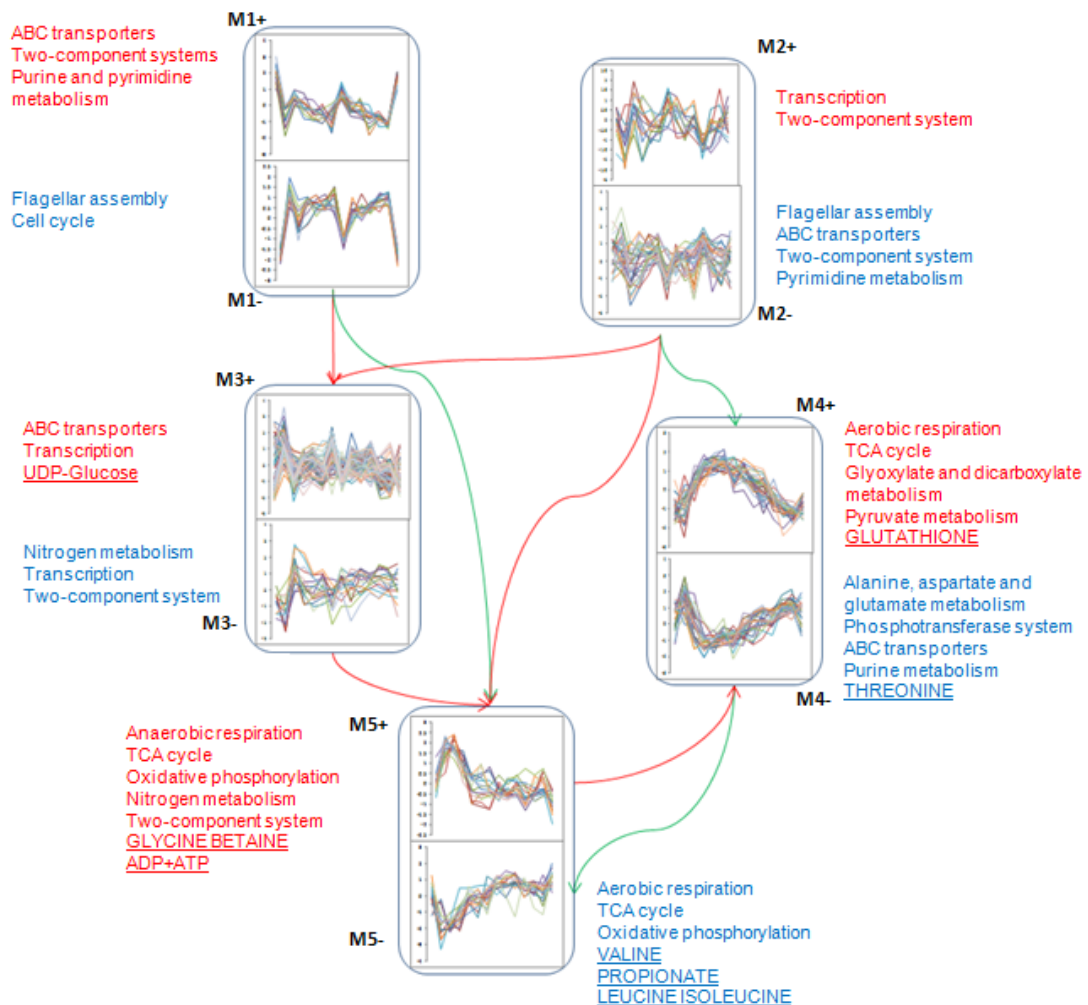 M1+
ABC transporters
Two-component systems
Purine and pyrimidine
metabolism
Flagellar assembly
Cell cycle
M1-
M2+
Transcription
Two-component system
Flagellar assembly
ABC transporters
Two-component system
Pyrimidine metabolism
M2-
M3+
ABC transporters
Transcription
UDP-Glucose
Nitrogen metabolism
Transcription
Two-component system
M3-
M4+
Aerobic respiration
TCA cycle
Glyoxylate and dicarboxylate
metabolism
Pyruvate metabolism
GLUTATHIONE
Alanine, aspartate and
glutamate metabolism
Phosphotransferase system
ABC transporters
Purine metabolism
THREONINE
M4-
M5+
Anaerobic respiration
TCA cycle
Oxidative phosphorylation
Nitrogen metabolism
Two-component system
GLYCINE BETAINE
ADP+ATP
M5-
Aerobic respiration
TCA cycle
Oxidative phosphorylation
VALINE
PROPIONATE
LEUCINE ISOLEUCINE